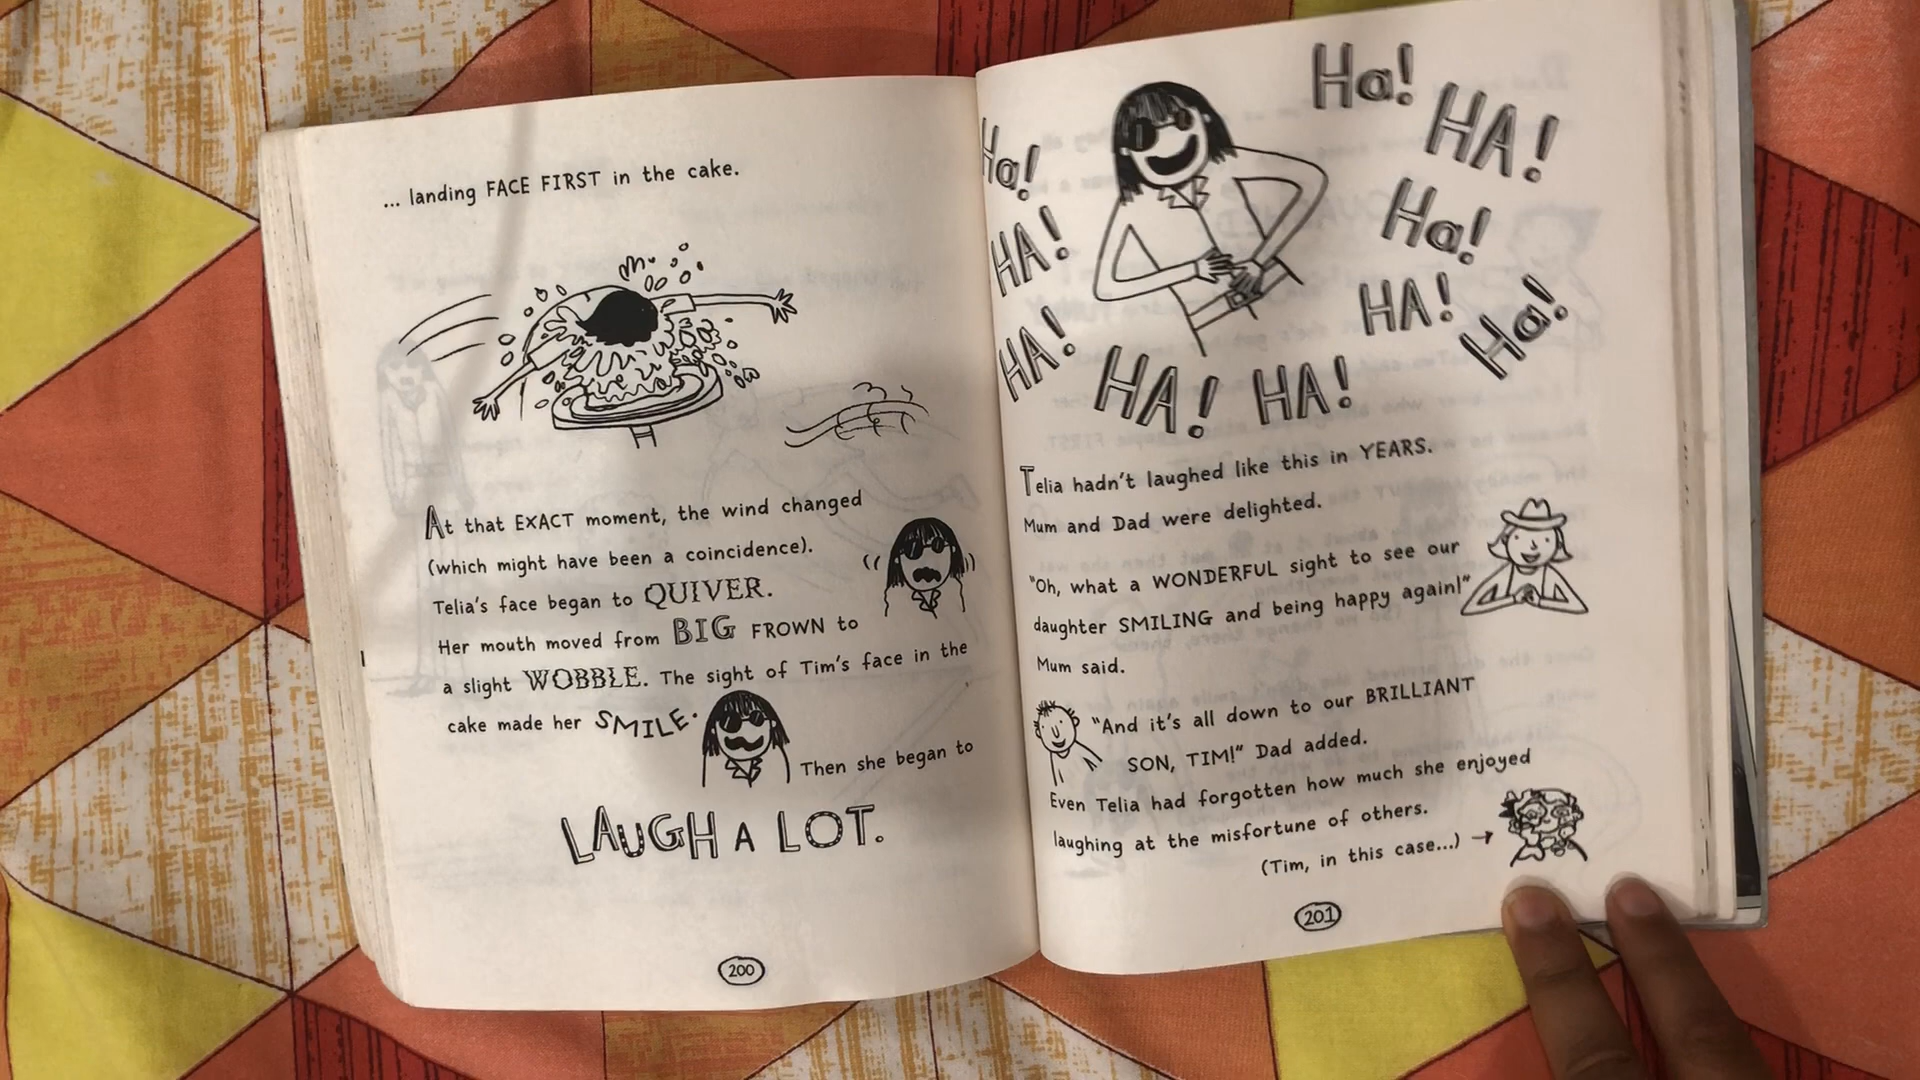 ... landing FACE FIRST in the cake.
At that EXACT moment, the wind changed
(which might have been a coincidence).
Telia's face began to QUIVER.
Her mouth moved from BIG FROWN to
a slight WOBBLE. The sight of Tim's face in the
cake made her SMILE.
Then she began to
LAUGH A LOT.
200
Ha!
HA!
Ha!
Ha!
HA!
HA!
Ha!
HA!
HA! HA!
Telia hadn't laughed like this in YEARS.
Mum and Dad were delighted.
"Oh, what a WONDERFUL sight to see our
daughter SMILING and being happy again!"
Mum said.
"And it's all down to our BRILLIANT
SON, TIM!" Dad added.
Even Telia had forgotten how much she enjoyed
laughing at the misfortune of others.
(Tim, in this case...)
201